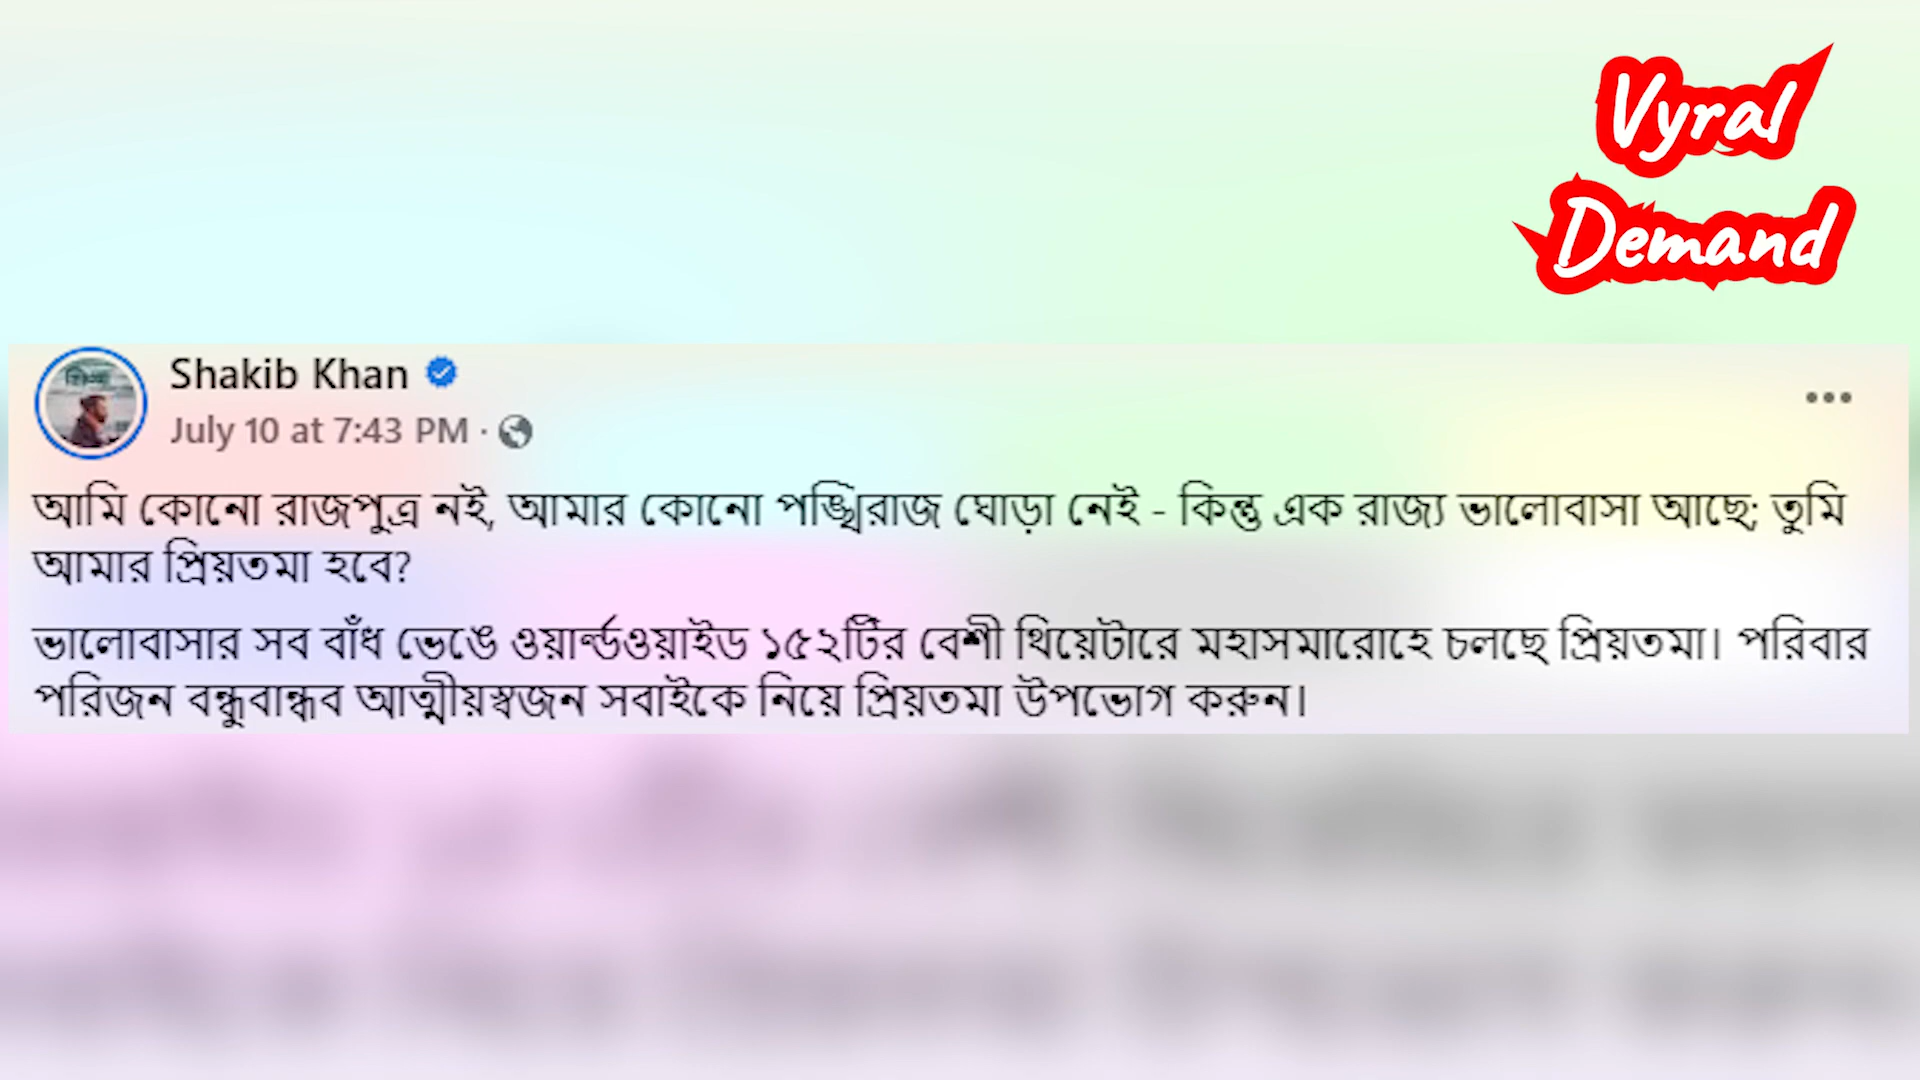 Vyral
Demand
Shakib Khan
July 10 at 7:43 PM ·
আমি কোনো রাজপুত্র নই, আমার কোনো পঙ্খিরাজ ঘোড়া নেই - কিন্তু এক রাজ্য ভালোবাসা আছে; তুমি
আমার প্রিয়তমা হবে?
ভালোবাসার সব বাঁধ ভেঙে ওয়ার্ল্ডওয়াইড ১৫২টির বেশী থিয়েটারে মহাসমারোহে চলছে প্রিয়তমা। পরিবার
পরিজন বন্ধুবান্ধব আত্মীয়স্বজন সবাইকে নিয়ে প্রিয়তমা উপভোগ করুন।